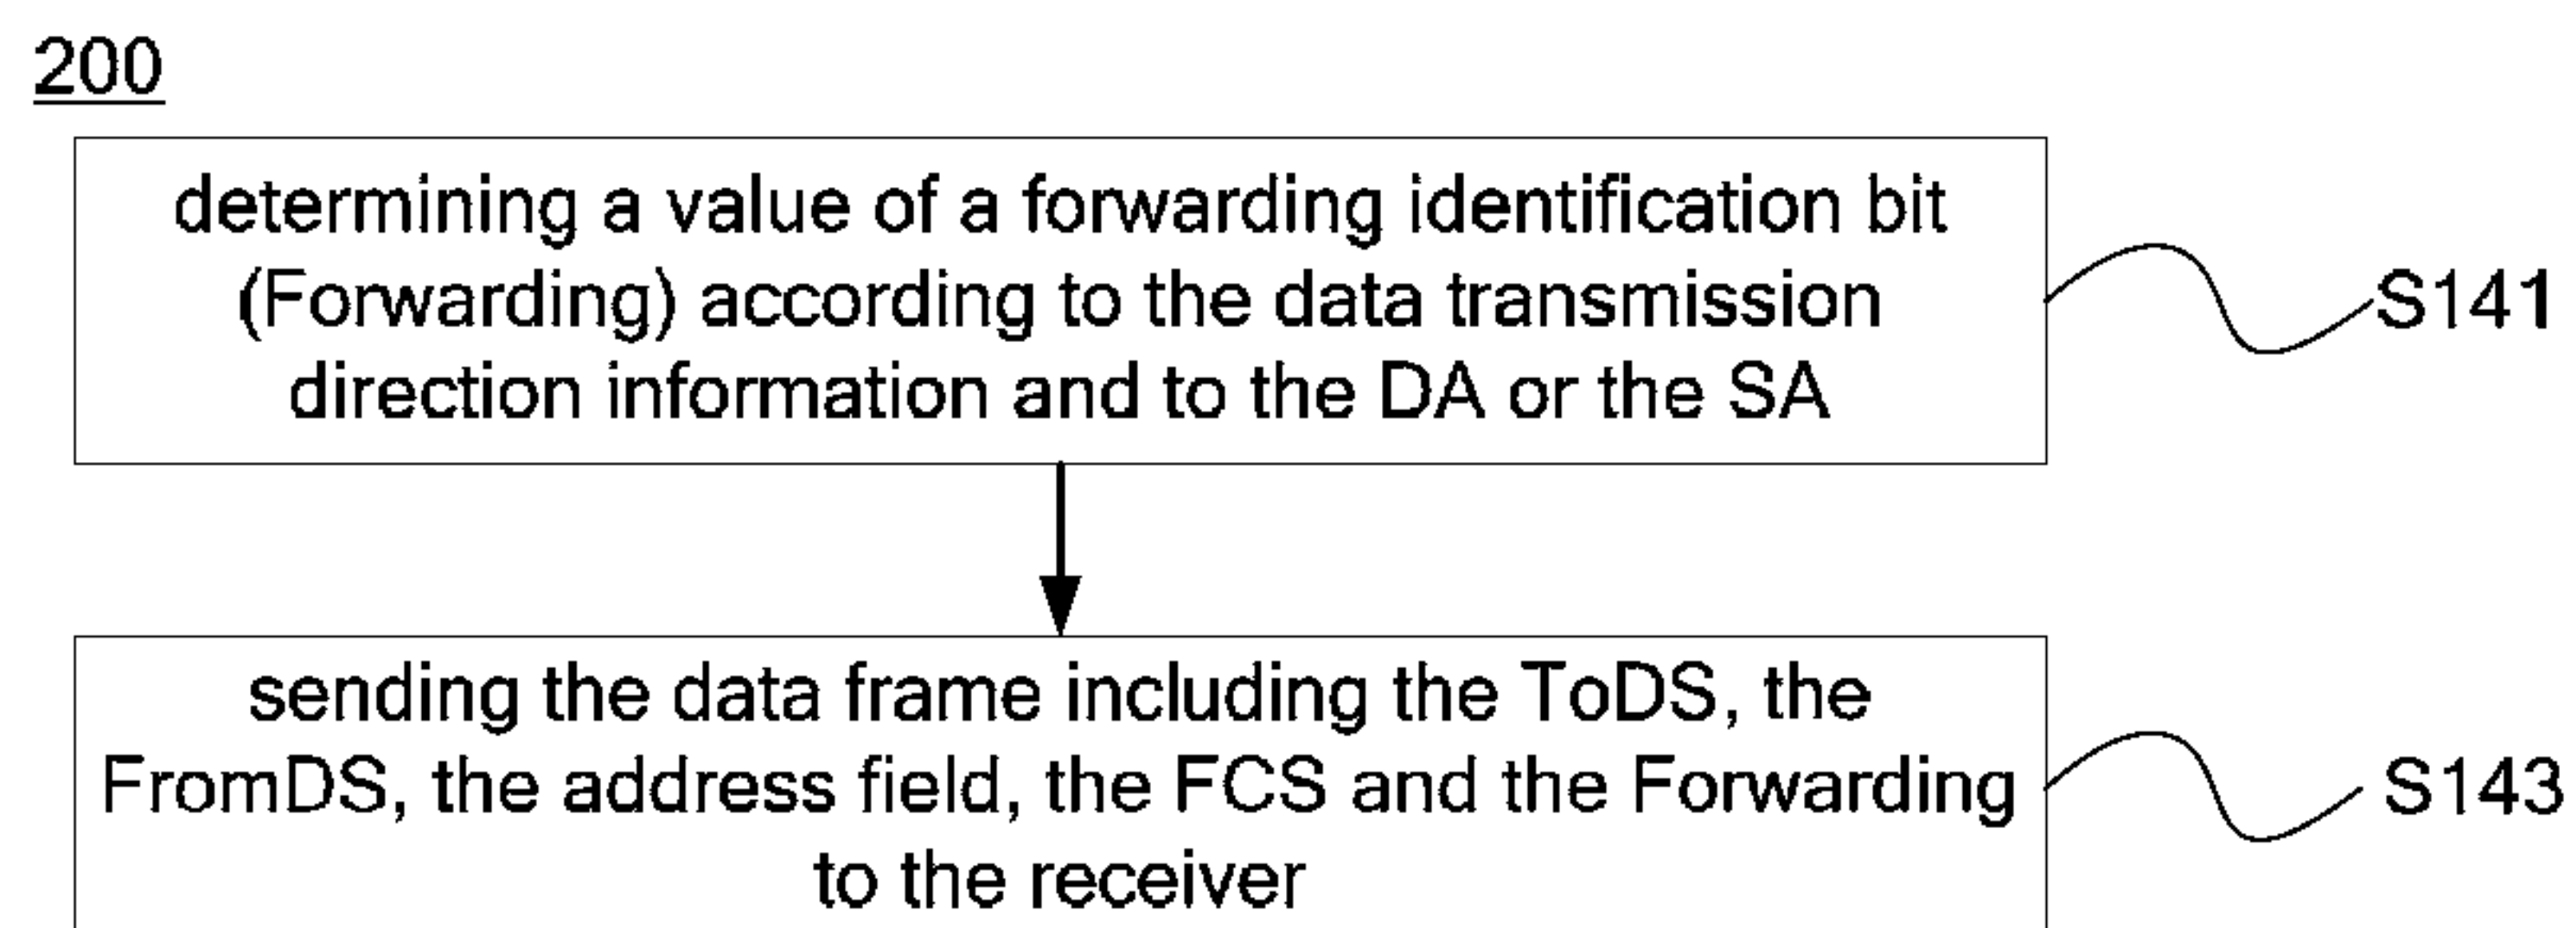 200
determining a value of a forwarding identification bit
(Forwarding) according to the data transmission
direction information and to the DA or the SA
S141
sending the data frame including the ToDS, the
FromDS, the address field, the FCS and the Forwarding
to the receiver
S143